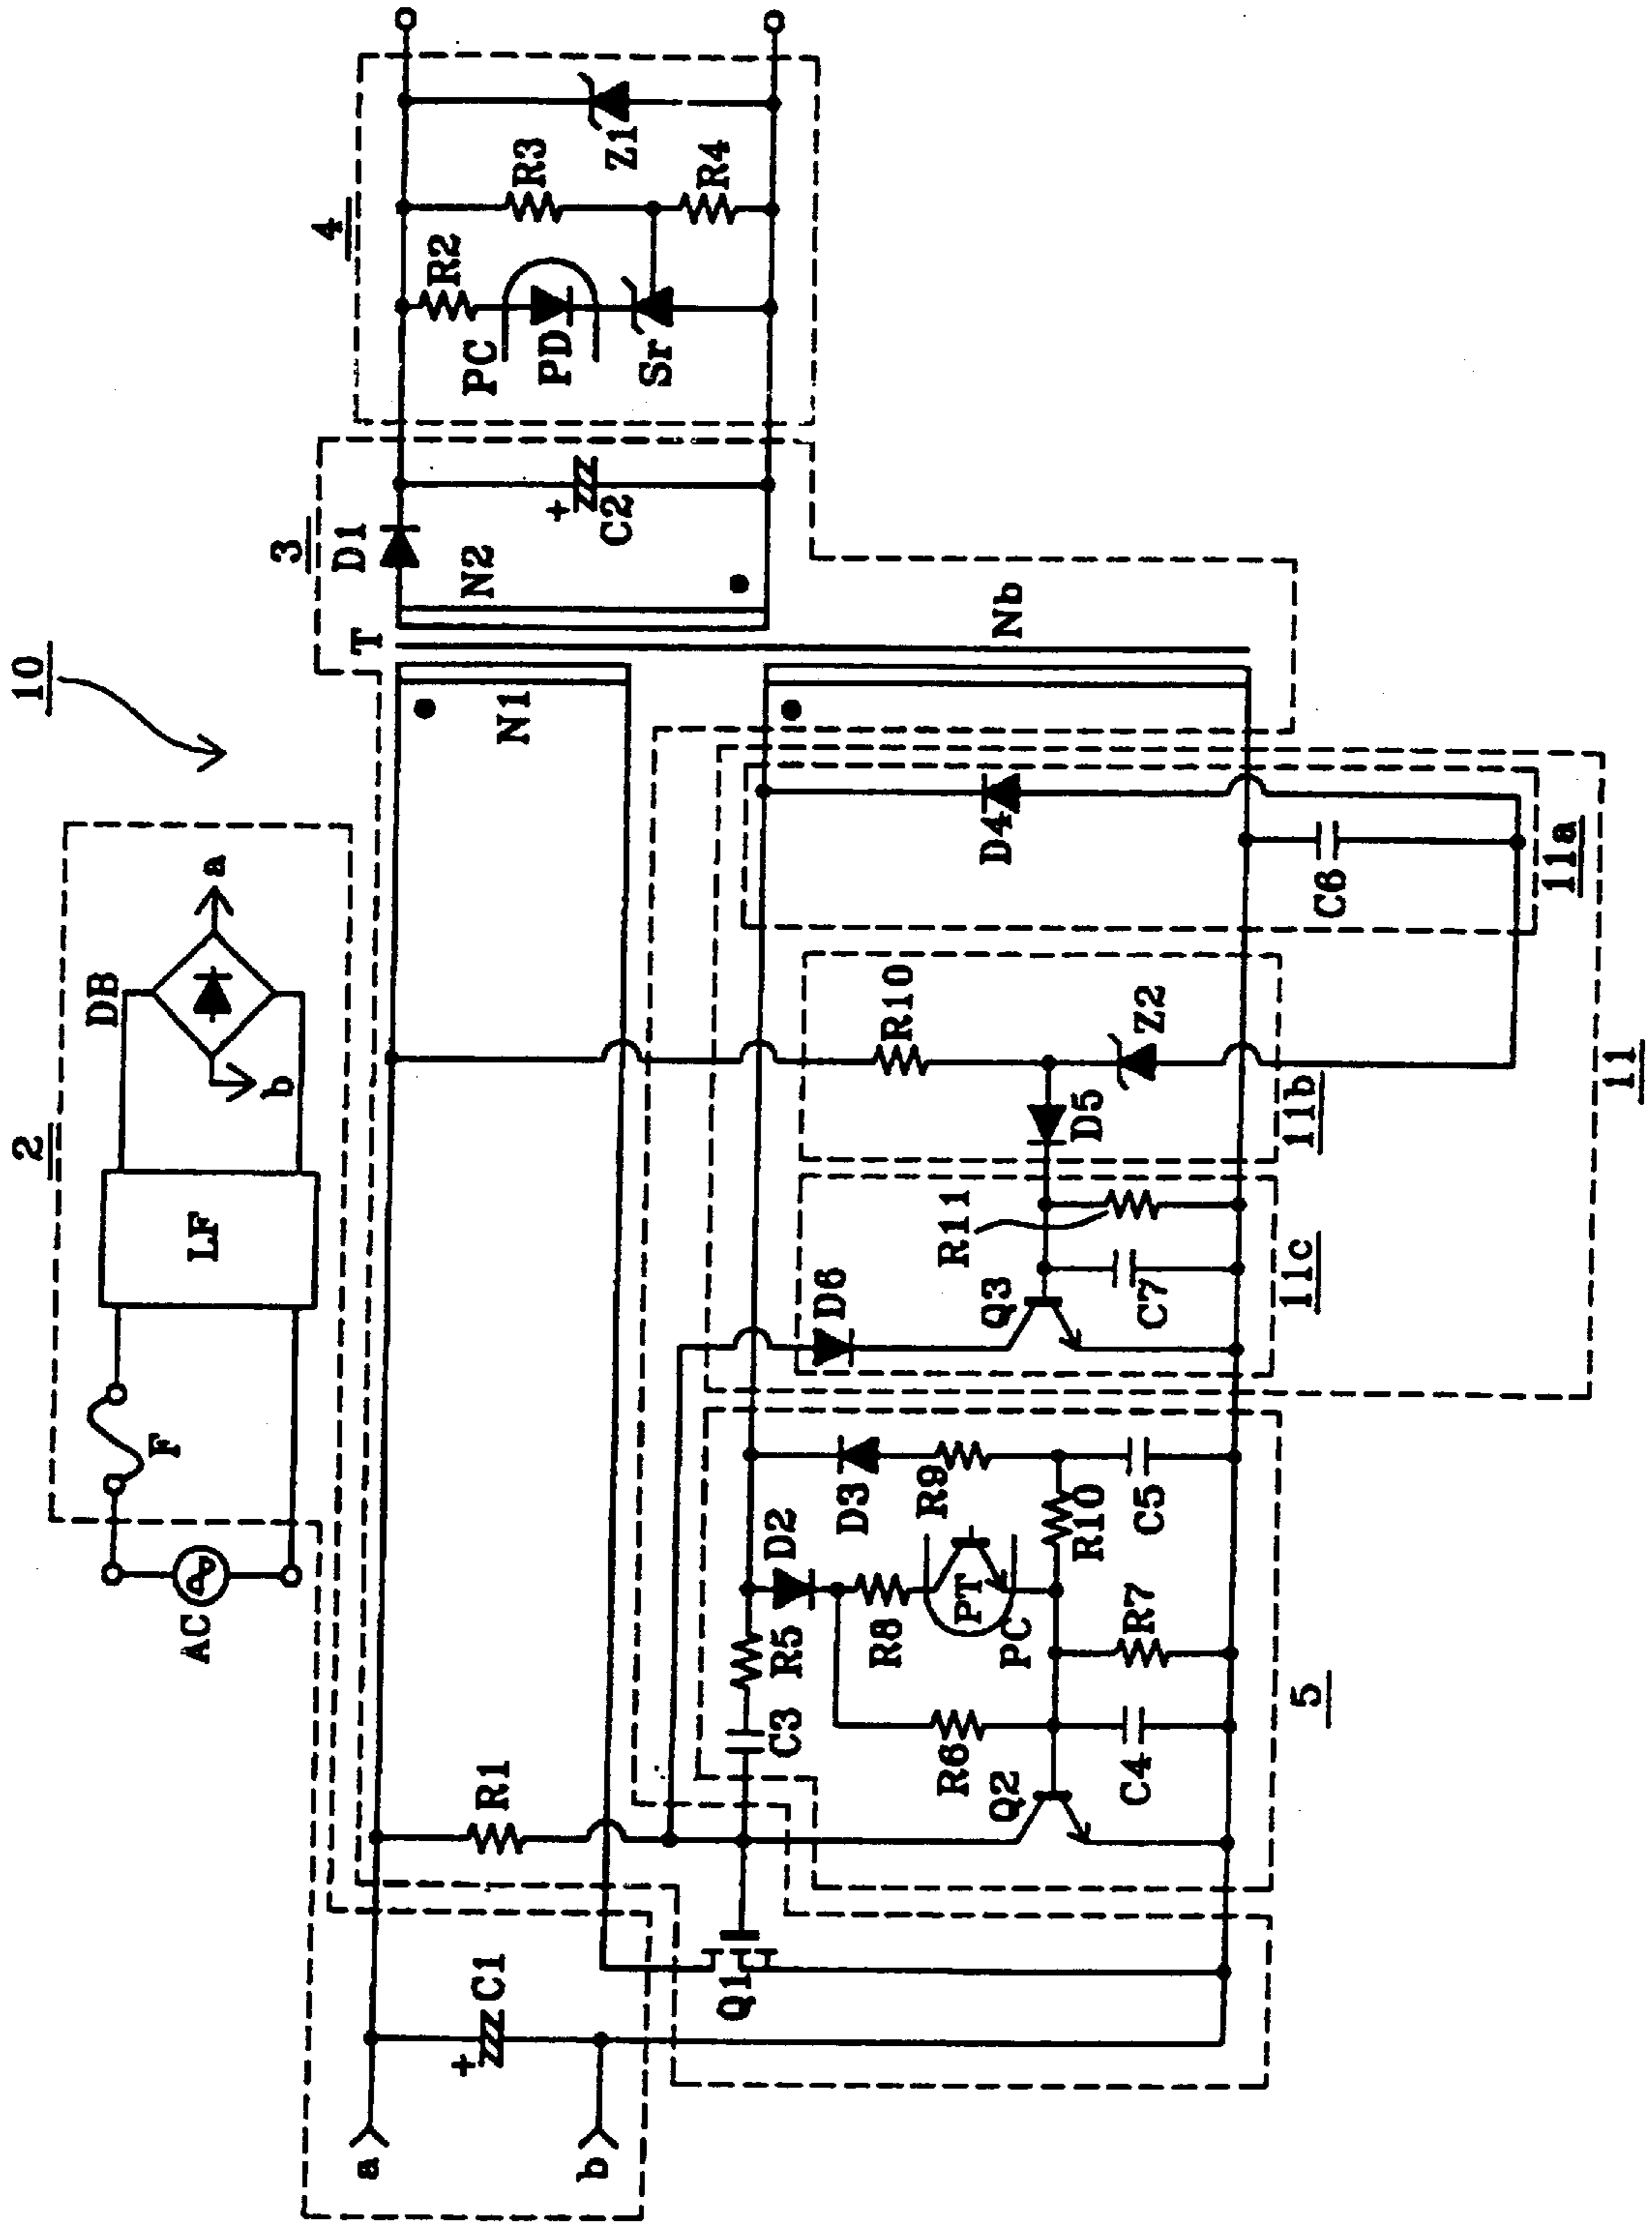 10
2
AC
F
LF
DB
a
b
3
T
D1
N1
N2
Nb
+
C2
4
R2
PC
PD
Sr
R3
R4
Z1
a
b
+
C1
R1
Q1
C3
R5
D2
D3
R6
R8
PT
PC
R9
R10
R7
Q2
C4
C5
5
D6
Q3
R11
C7
11c
R10
D5
Z2
11b
D4
C6
11a
11